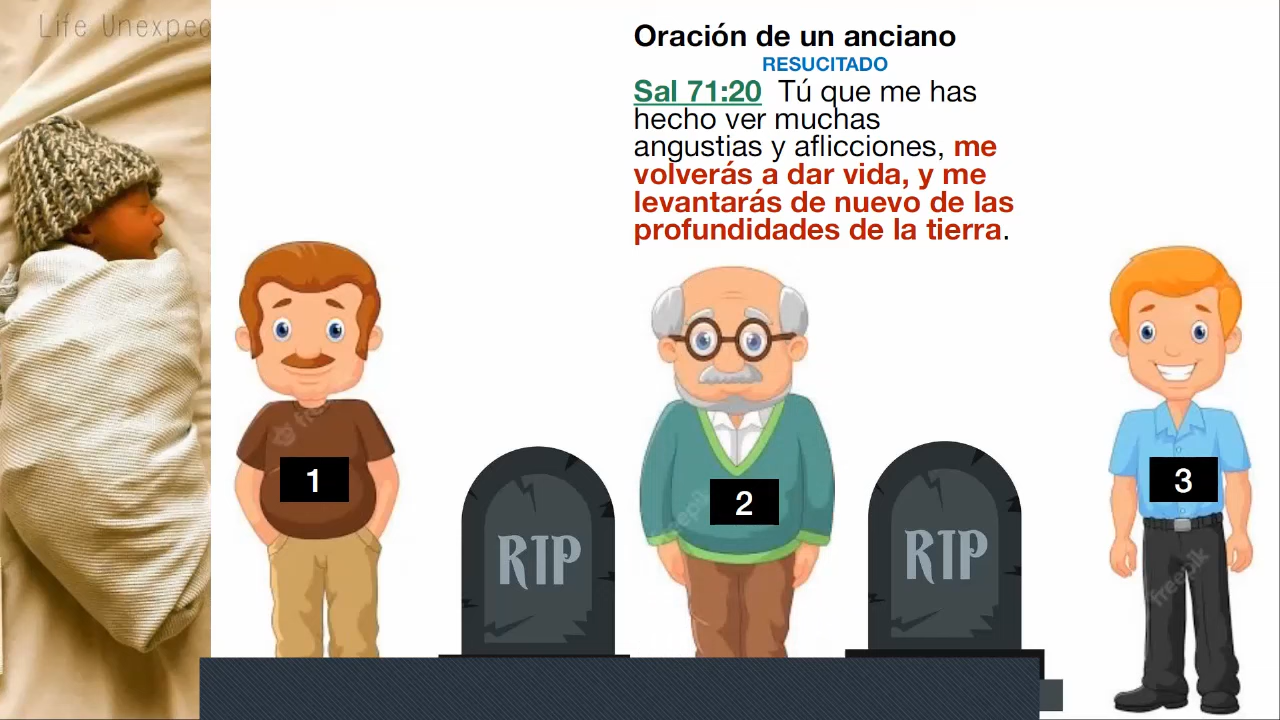 Life Unexpec
Oración de un anciano
RESUCITADO
Sal 71:20 Tú que me has
hecho ver muchas
angustias y aflicciones, me
volverás a dar vida, y me
levantarás de nuevo de las
profundidades de la tierra.
1
2
3
RIP
RIP
freepik